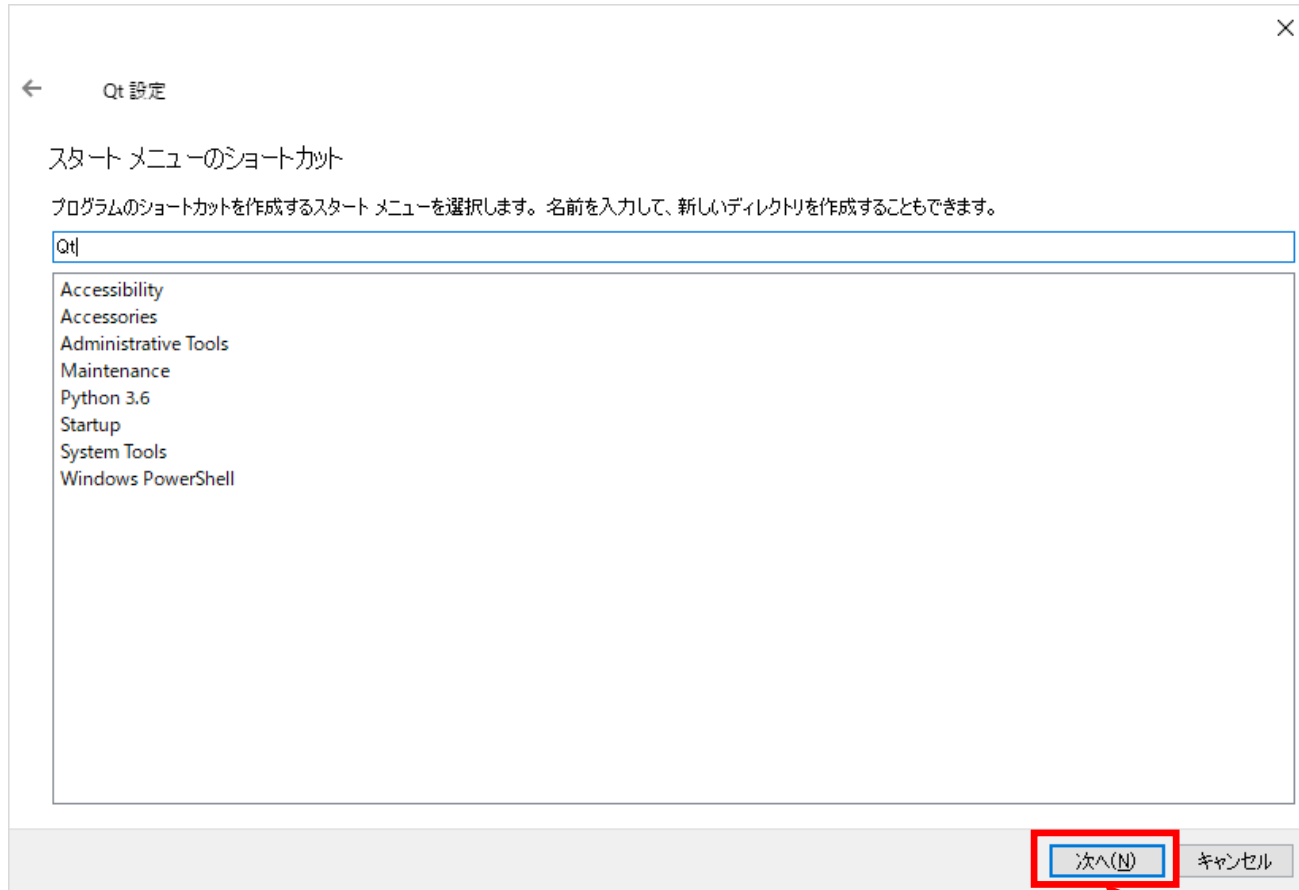 Qt 設定
スタート メニューのショートカット
プログラムのショートカットを作成するスタート メニューを選択します。名前を入力して、新しいディレクトリを作成することもできます。
Qt
Accessibility
Accessories
Administrative Tools
Maintenance
Python 3.6
Startup
System Tools
Windows PowerShell
次へ(N) キャンセル